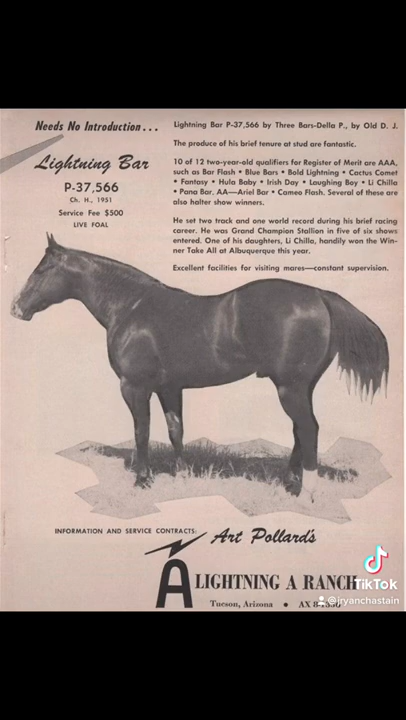 Needs No Introduction...
Lightning Bar
P-37,566
Ch. H., 1951
Service Fee $500
LIVE FOAL
Lightning Bar P-37,566 by Three Bars-Della P., by Old D. J.
The produce of his brief tenure at stud are fantastic.
10 of 12 two-year-old qualifiers for Register of Merit are AAA,
such as Bar Flash • Blue Bars • Bold Lightning • Cactus Comet
• Fantasy • Hula Baby • Irish Day • Laughing Boy • Li Chilla
• Pana Bar. AA—Ariel Bar • Cameo Flash. Several of these are
also halter show winners.
He set two track and one world record during his brief racing
career. He was Grand Champion Stallion in five of six shows
entered. One of his daughters, Li Chilla, handily won the Win-
ner Take All at Albuquerque this year.
Excellent facilities for visiting mares—constant supervision.
INFORMATION AND SERVICE CONTRACTS:
Art Pollard's
A LIGHTNING A RANCH
Tucson, Arizona • AX
TikTok
@jryanchastain